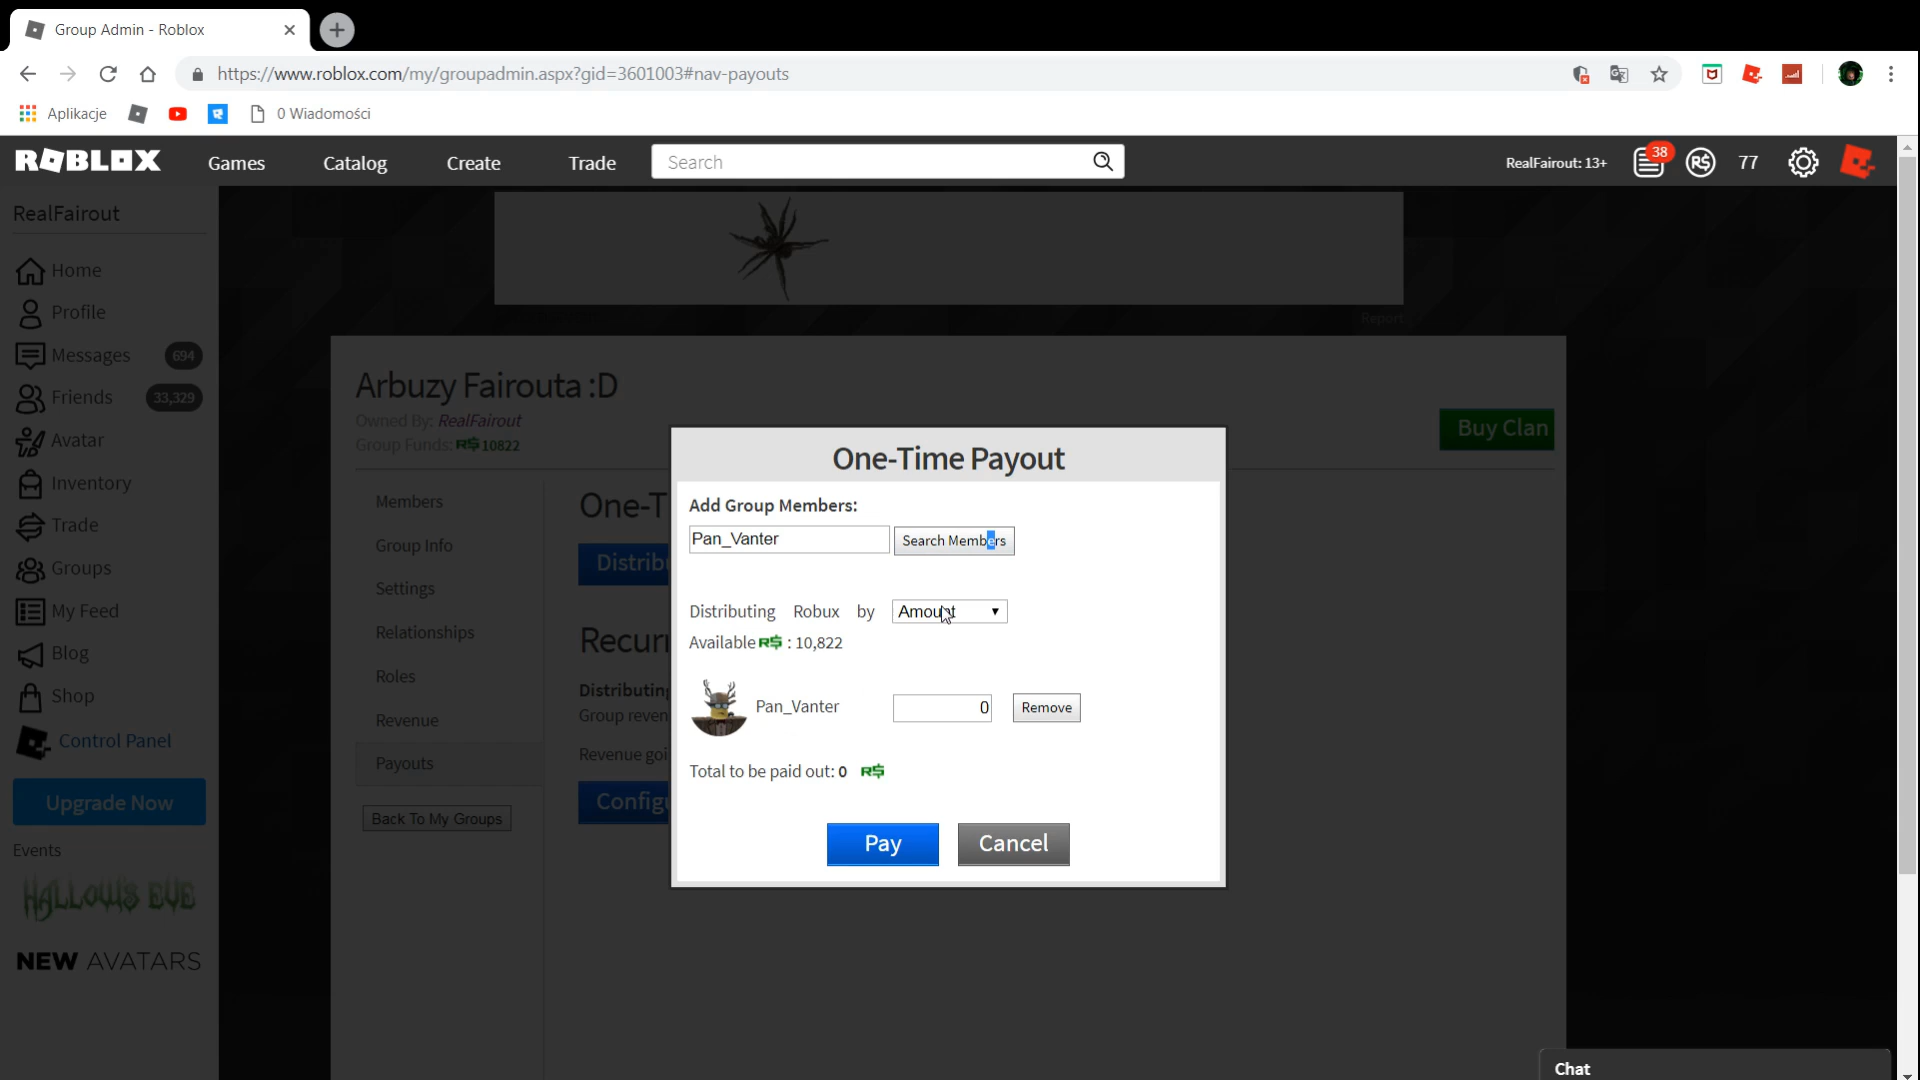 Group Admin - Roblox
https://www.roblox.com/my/groupadmin.aspx?gid=3601003#nav-payouts
Aplikacje
0 Wiadomości
ROBLOX
Games
Catalog
Create
Trade
Search
RealFairout: 13+
38
77
RealFairout
Home
Profile
Messages 694
Friends 33,329
Avatar
Inventory
Trade
Groups
My Feed
Blog
Shop
Control Panel
Upgrade Now
Events
HALLOW'S EVE
NEW AVATARS
Report
Arbuzy Fairouta :D
Owned By: RealFairout
Group Funds: R$ 10822
Buy Clan
Members
Group Info
Settings
Relationships
Roles
Revenue
Payouts
Back To My Groups
One-T
Distrib
Recurr
Distributin
Group reven
Revenue goi
Config
One-Time Payout
Add Group Members:
Pan_Vanter
Search Members
Distributing Robux by Amount
Available R$ : 10,822
Pan_Vanter
0
Remove
Total to be paid out: 0 R$
Pay
Cancel
Chat